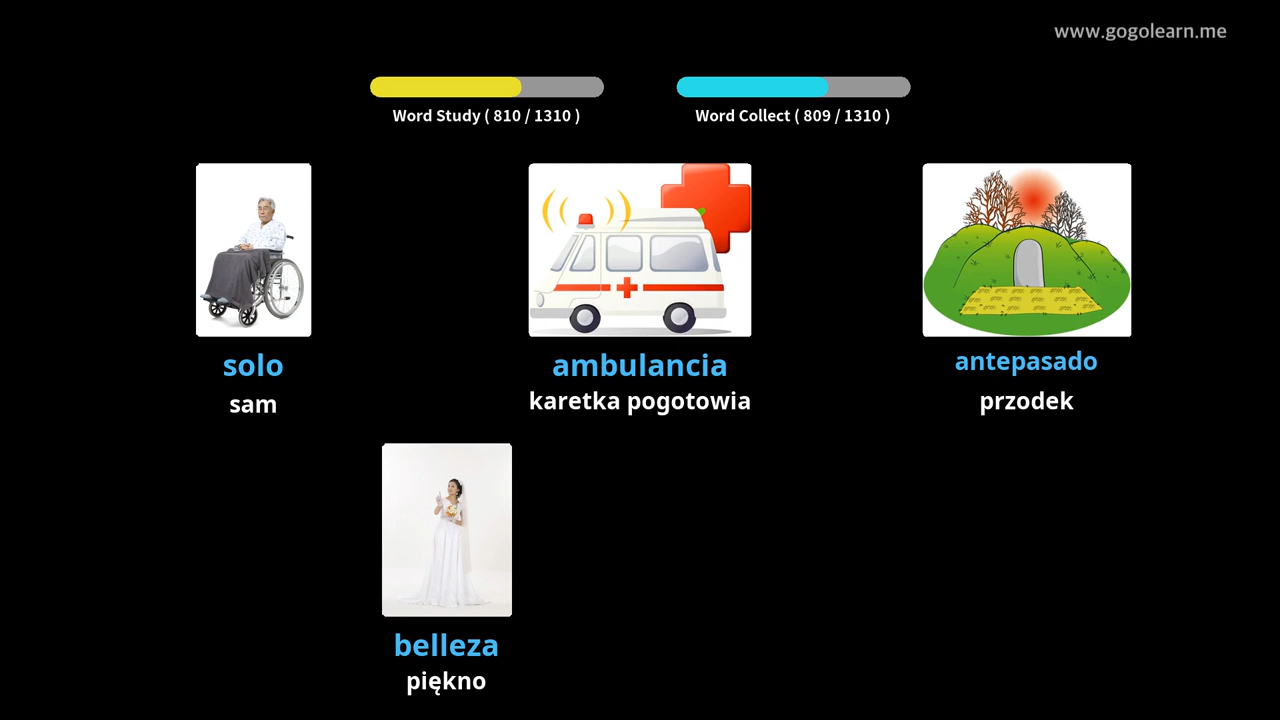 www.gogolearn.me
Word Study ( 810 / 1310 )
Word Collect ( 809 / 1310 )
solo
sam
ambulancia
karetka pogotowia
antepasado
przodek
belleza
piękno